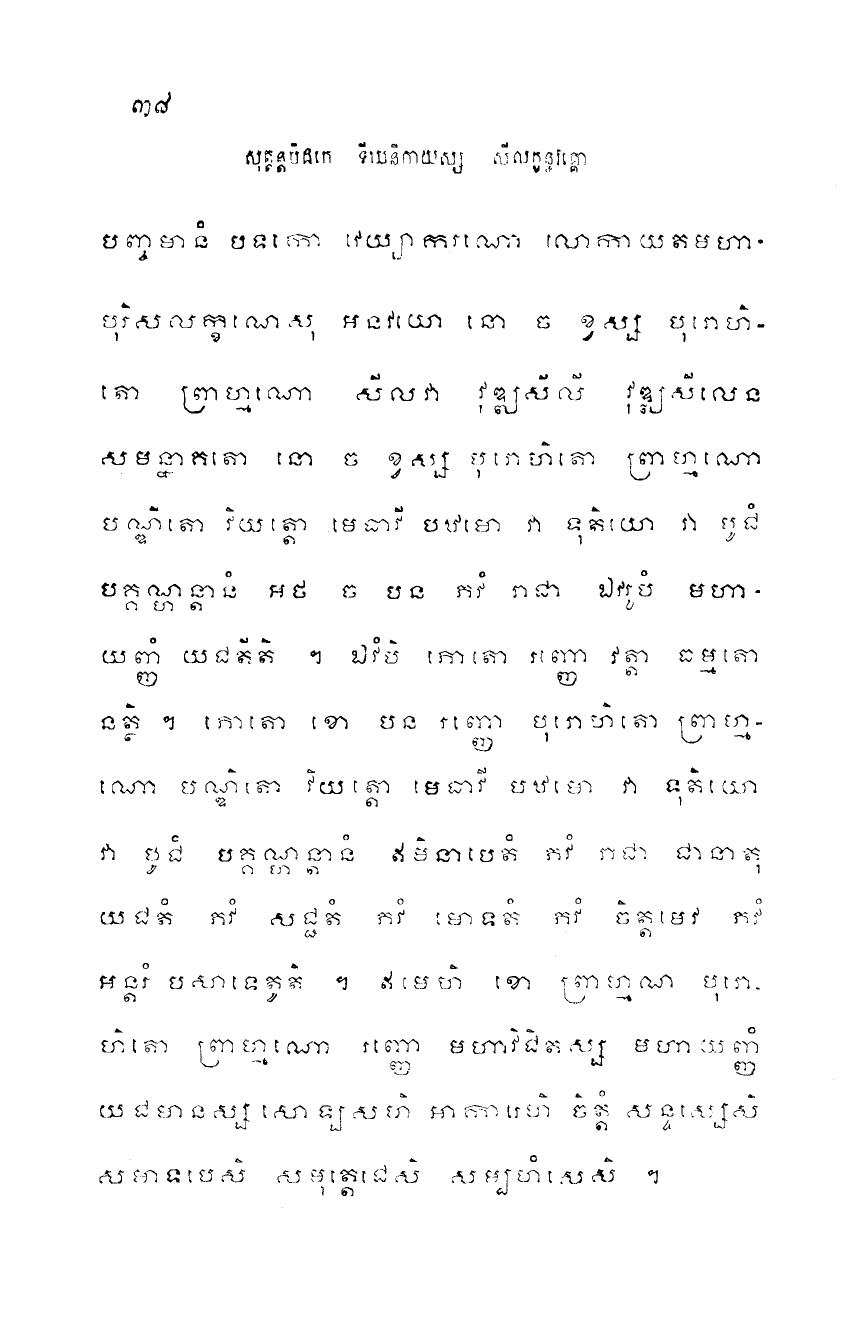 ៣៨
សុត្តន្តបិដកេ ទីឃនិកាយស្ស សីលក្ខន្ធវគ្គោ
បញ្ចមានំ បទកោ វេយ្យាករណោ លោកាយតមហា-
បុរិសលក្ខណេសុ អនវយោ នោ ច ខ្វស្ស បុរោហិ-
តោ ព្រាហ្មណោ សីលវា វុឌ្ឍសីលី វុឌ្ឍសីលេន
សមន្នាគតោ នោ ច ខ្វស្ស បុរោហិតោ ព្រាហ្មណោ
បណ្ឌិតោ វិយត្តោ មេធាវី បឋមោ វា ទុតិយោ វា បូជំ
បគ្គណ្ហន្តានំ អថ ច បន ភវំ រាជា ឯវរូបំ មហា-
យញ្ញំ យជតីតិ ។ ឯវំបិ ភោតោ រញ្ញោ វត្តា ធម្មតោ
នត្ថិ ។ ភោតោ ខោ បន រញ្ញោ បុរោហិតោ ព្រាហ្ម-
ណោ បណ្ឌិតោ វិយត្តោ មេធាវី បឋមោ វា ទុតិយោ
វា បូជំ បគ្គណ្ហន្តានំ ឥមិនាបេតំ ភវំ រាជា ជានាតុ
យជតំ ភវំ សជ្ជតំ ភវំ មោទតំ ភវំ ចិត្តមេវ ភវំ
អន្តរំ បសាទេតូតិ ។ ឥមេហិ ខោ ព្រាហ្មណ បុរោ-
ហិតោ ព្រាហ្មណោ រញ្ញោ មហាវិជិតស្ស មហាយញ្ញំ
យជមានស្ស សោឡសហិ អាការេហិ ចិត្តំ សន្ទស្សេសិ
សមាទបេសិ សមុត្តេជេសិ សម្បហំសេសិ ។